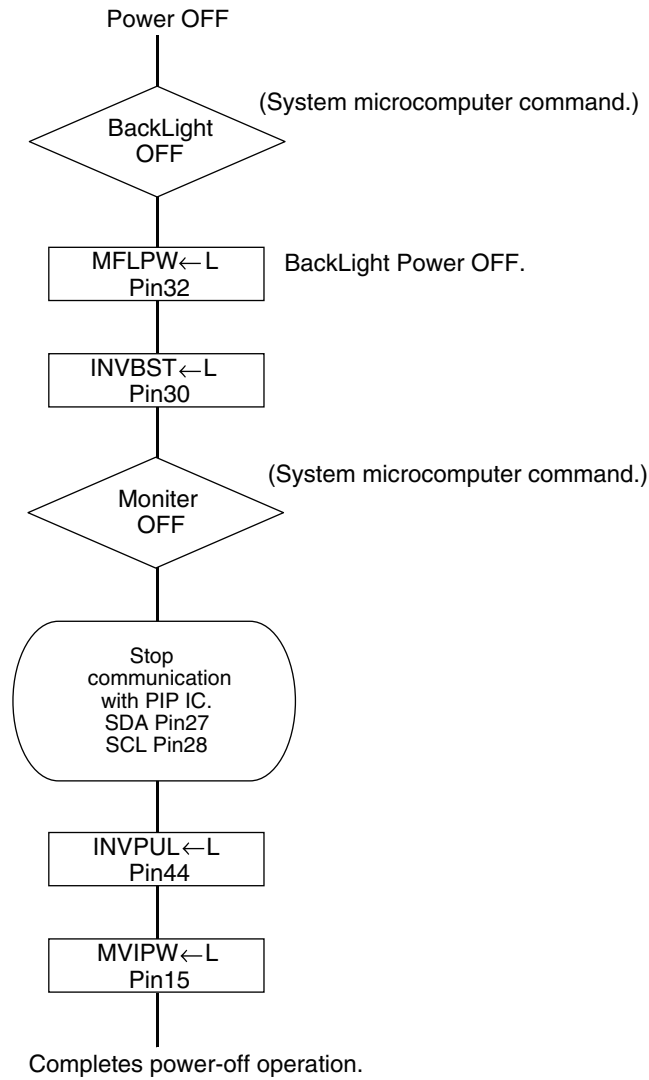 Power OFF
(System microcomputer command.)
BackLight
OFF
MFLPW←L
Pin32
BackLight Power OFF.
INVBST←L
Pin30
(System microcomputer command.)
Moniter
OFF
Stop
communication
with PIP IC.
SDA Pin27
SCL Pin28
INVPUL←L
Pin44
MVIPW←L
Pin15
Completes power-off operation.